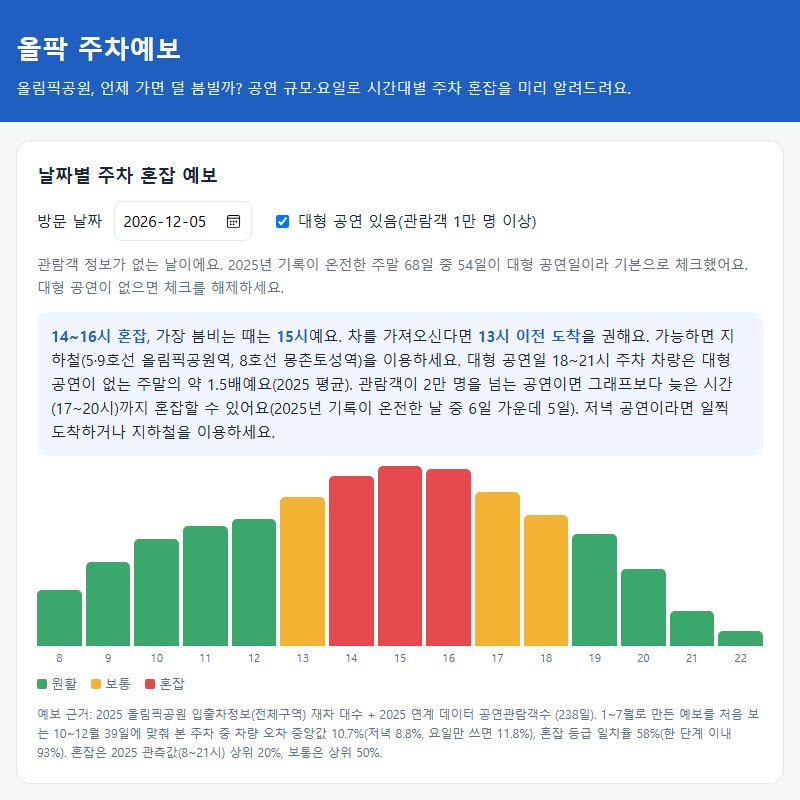 올팍 주차예보
올림픽공원, 언제 가면 덜 붐빌까? 공연 규모·요일로 시간대별 주차 혼잡을 미리 알려드려요.
날짜별 주차 혼잡 예보
방문 날짜 2026-12-05 대형 공연 있음(관람객 1만 명 이상)
관람객 정보가 없는 날이에요. 2025년 기록이 온전한 주말 68일 중 54일이 대형 공연일이라 기본으로 체크했어요.
대형 공연이 없으면 체크를 해제하세요.
14~16시 혼잡, 가장 붐비는 때는 15시예요. 차를 가져오신다면 13시 이전 도착을 권해요. 가능하면 지
하철(5·9호선 올림픽공원역, 8호선 몽촌토성역)을 이용하세요. 대형 공연일 18~21시 주차 차량은 대형
공연이 없는 주말의 약 1.5배예요(2025 평균). 관람객이 2만 명을 넘는 공연이면 그래프보다 늦은 시간
(17~20시)까지 혼잡할 수 있어요(2025년 기록이 온전한 날 중 6일 가운데 5일). 저녁 공연이라면 일찍
도착하거나 지하철을 이용하세요.
8 9 10 11 12 13 14 15 16 17 18 19 20 21 22
원활 보통 혼잡
예보 근거: 2025 올림픽공원 입출차정보(전체구역) 재차 대수 + 2025 연계 데이터 공연관람객수 (238일). 1~7월로 만든 예보를 처음 보
는 10~12월 39일에 맞춰 본 주차 중 차량 오차 중앙값 10.7%(저녁 8.8%, 요일만 쓰면 11.8%), 혼잡 등급 일치율 58%(한 단계 이내
93%). 혼잡은 2025 관측값(8~21시) 상위 20%, 보통은 상위 50%.